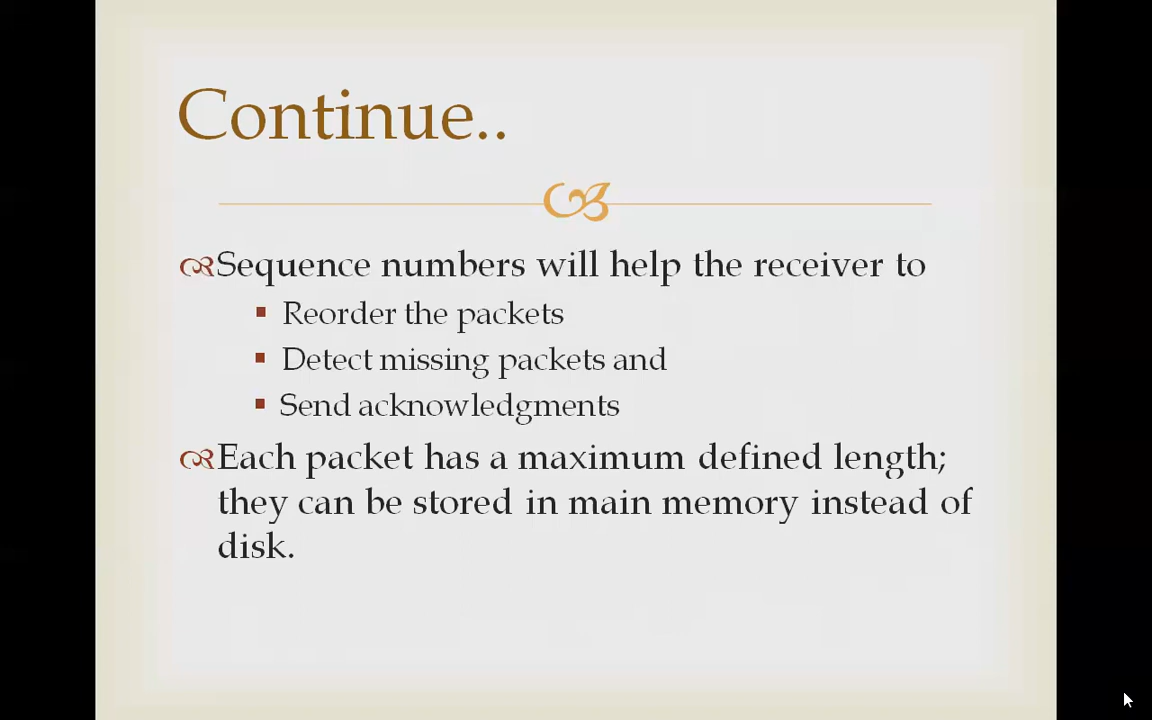 Continue..
Sequence numbers will help the receiver to
Reorder the packets
Detect missing packets and
Send acknowledgments
Each packet has a maximum defined length;
they can be stored in main memory instead of
disk.